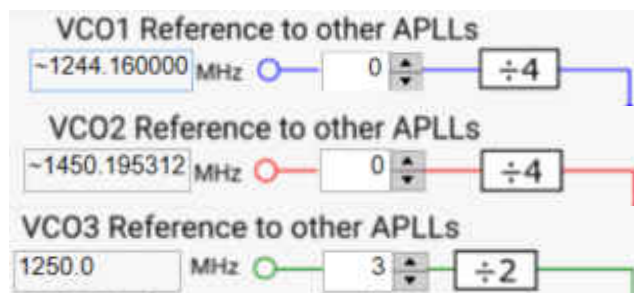 VCO1 Reference to other APLLs
~1244.160000 MHz 0 ÷4
VCO2 Reference to other APLLs
~1450.195312 MHz 0 ÷4
VCO3 Reference to other APLLs
1250.0 MHz 3 ÷2